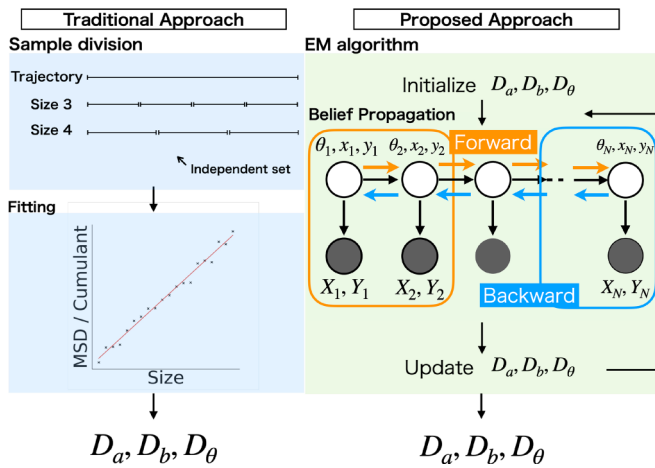 Traditional Approach
Sample division
Trajectory
Size 3
Size 4
Independent set
Fitting
MSD / Cumulant
Size
D_a, D_b, D_θ
Proposed Approach
EM algorithm
Initialize D_a, D_b, D_θ
Belief Propagation
Forward
θ_1, x_1, y_1 θ_2, x_2, y_2 θ_N, x_N, y_N
X_1, Y_1 X_2, Y_2 X_N, Y_N
Backward
Update D_a, D_b, D_θ
D_a, D_b, D_θ